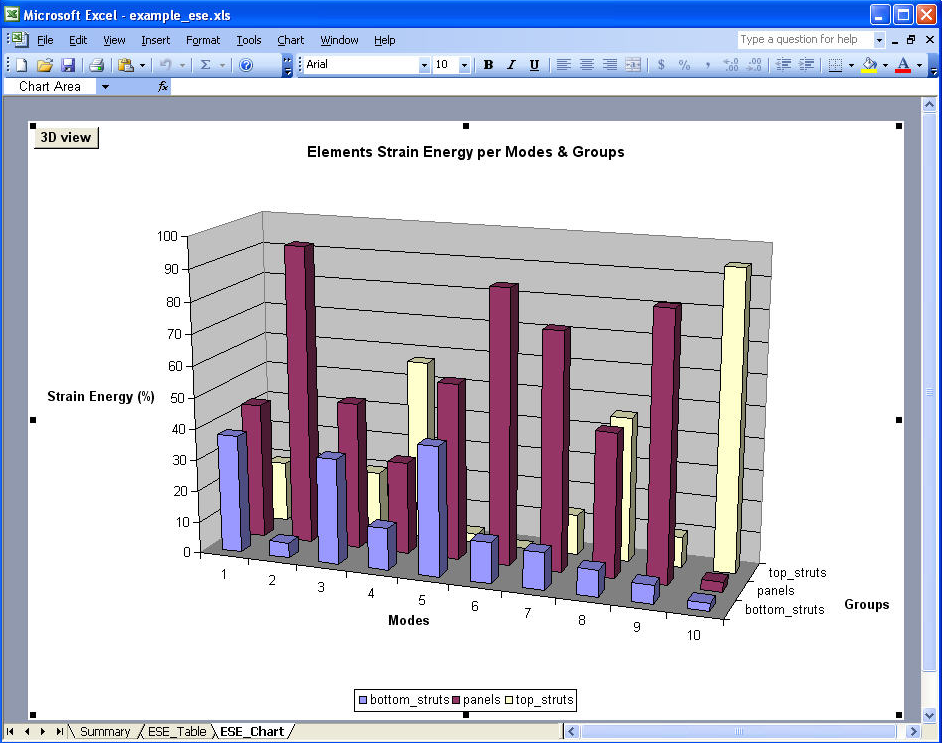 Microsoft Excel - example_ese.xls
File Edit View Insert Format Tools Chart Window Help
Type a question for help
Arial 10 B I U $ % , A
Chart Area fx
3D view
Elements Strain Energy per Modes & Groups
100
90
80
70
60
50
40
30
20
10
0
Strain Energy (%)
1 2 3 4 5 6 7 8 9 10
Modes
top_struts
panels
bottom_struts
Groups
bottom_struts panels top_struts
Summary ESE_Table ESE_Chart